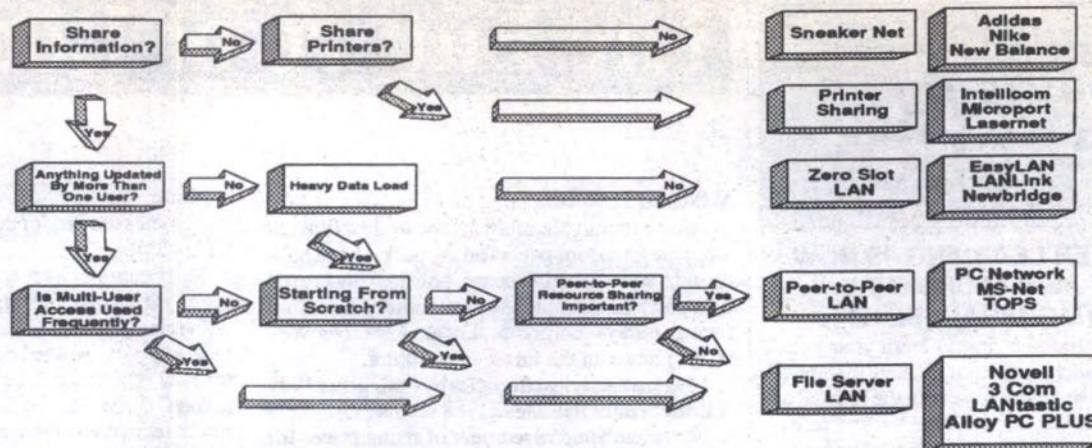 Share
Information?
No
Share
Printers?
No
Sneaker Net
Adidas
Nike
New Balance
Yes
Yes
Printer
Sharing
Intellicom
Microport
Lasernet
Anything Updated
By More Than
One User?
No
Heavy Data Load
No
Zero Slot
LAN
EasyLAN
LANLink
Newbridge
Yes
Yes
Is Multi-User
Access Used
Frequently?
No
Starting From
Scratch?
No
Peer-to-Peer
Resource Sharing
Important?
Yes
Peer-to-Peer
LAN
PC Network
MS-Net
TOPS
Yes
Yes
No
File Server
LAN
Novell
3 Com
LANtastic
Alloy PC PLUS